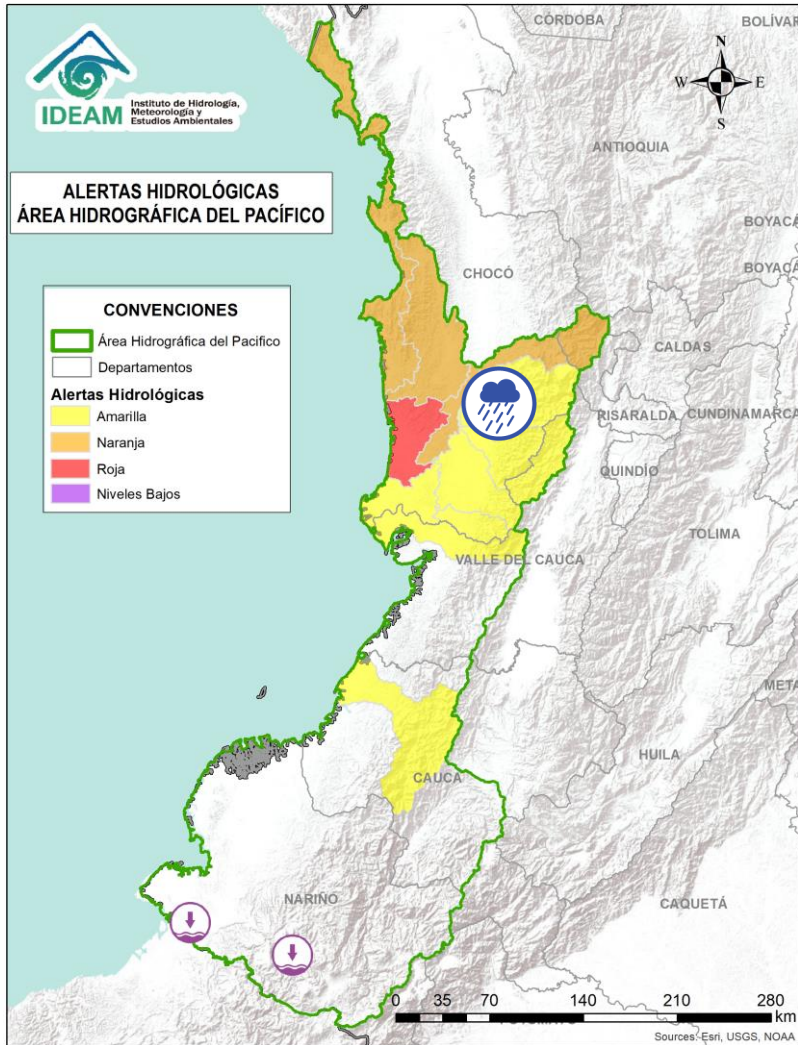 IDEAM
Instituto de Hidrología,
Meteorología y
Estudios Ambientales
ALERTAS HIDROLÓGICAS
ÁREA HIDROGRÁFICA DEL PACÍFICO
CONVENCIONES
Área Hidrográfica del Pacifico
Departamentos
Alertas Hidrológicas
Amarilla
Naranja
Roja
Niveles Bajos
N
W
E
S
CÓRDOBA
BOLÍVAR
ANTIOQUIA
BOYACÁ
CHOCÓ
BOYACÁ
CALDAS
RISARALDA
CUNDINAMARCA
QUINDÍO
TOLIMA
VALLE DEL CAUCA
META
HUILA
CAUCA
NARIÑO
CAQUETÁ
0 35 70 140 210 280
km
Sources: Esri, USGS, NOAA